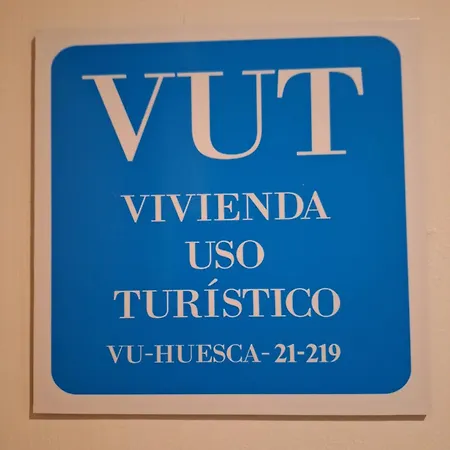 VUT
VIVIENDA
USO
TURÍSTICO
VU-HUESCA-21-219